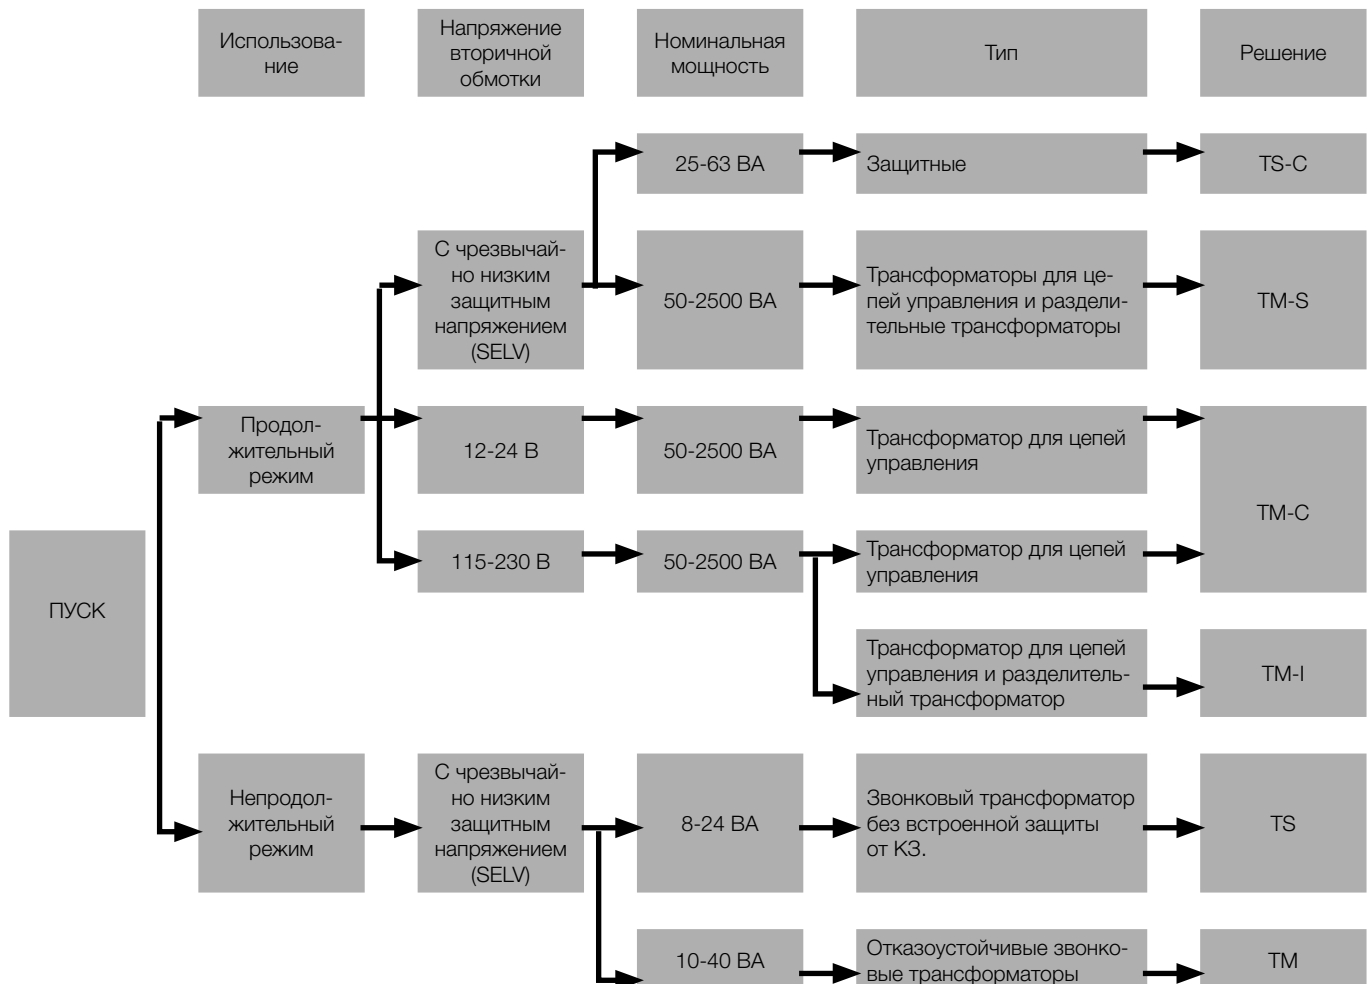 Использова-
ние
Напряжение
вторичной
обмотки
Номинальная
мощность
Тип
Решение
25-63 ВА
Защитные
TS-C
С чрезвычай-
но низким
защитным
напряжением
(SELV)
50-2500 ВА
Трансформаторы для це-
пей управления и раздели-
тельные трансформаторы
TM-S
Продол-
жительный
режим
12-24 В
50-2500 ВА
Трансформатор для цепей
управления
TM-C
115-230 В
50-2500 ВА
Трансформатор для цепей
управления
ПУСК
Трансформатор для цепей
управления и разделитель-
ный трансформатор
TM-I
Непродол-
жительный
режим
С чрезвычай-
но низким
защитным
напряжением
(SELV)
8-24 ВА
Звонковый трансформатор
без встроенной защиты
от КЗ.
TS
10-40 ВА
Отказоустойчивые звонко-
вые трансформаторы
TM